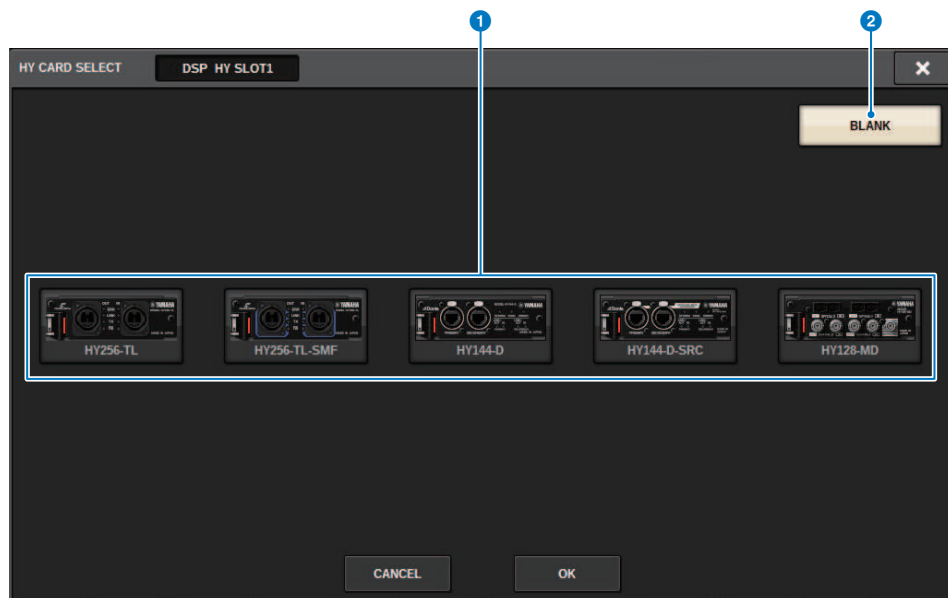 1 2
HY CARD SELECT DSP HY SLOT1
BLANK
HY256-TL HY256-TL-SMF HY144-D HY144-D-SRC HY128-MD
CANCEL OK